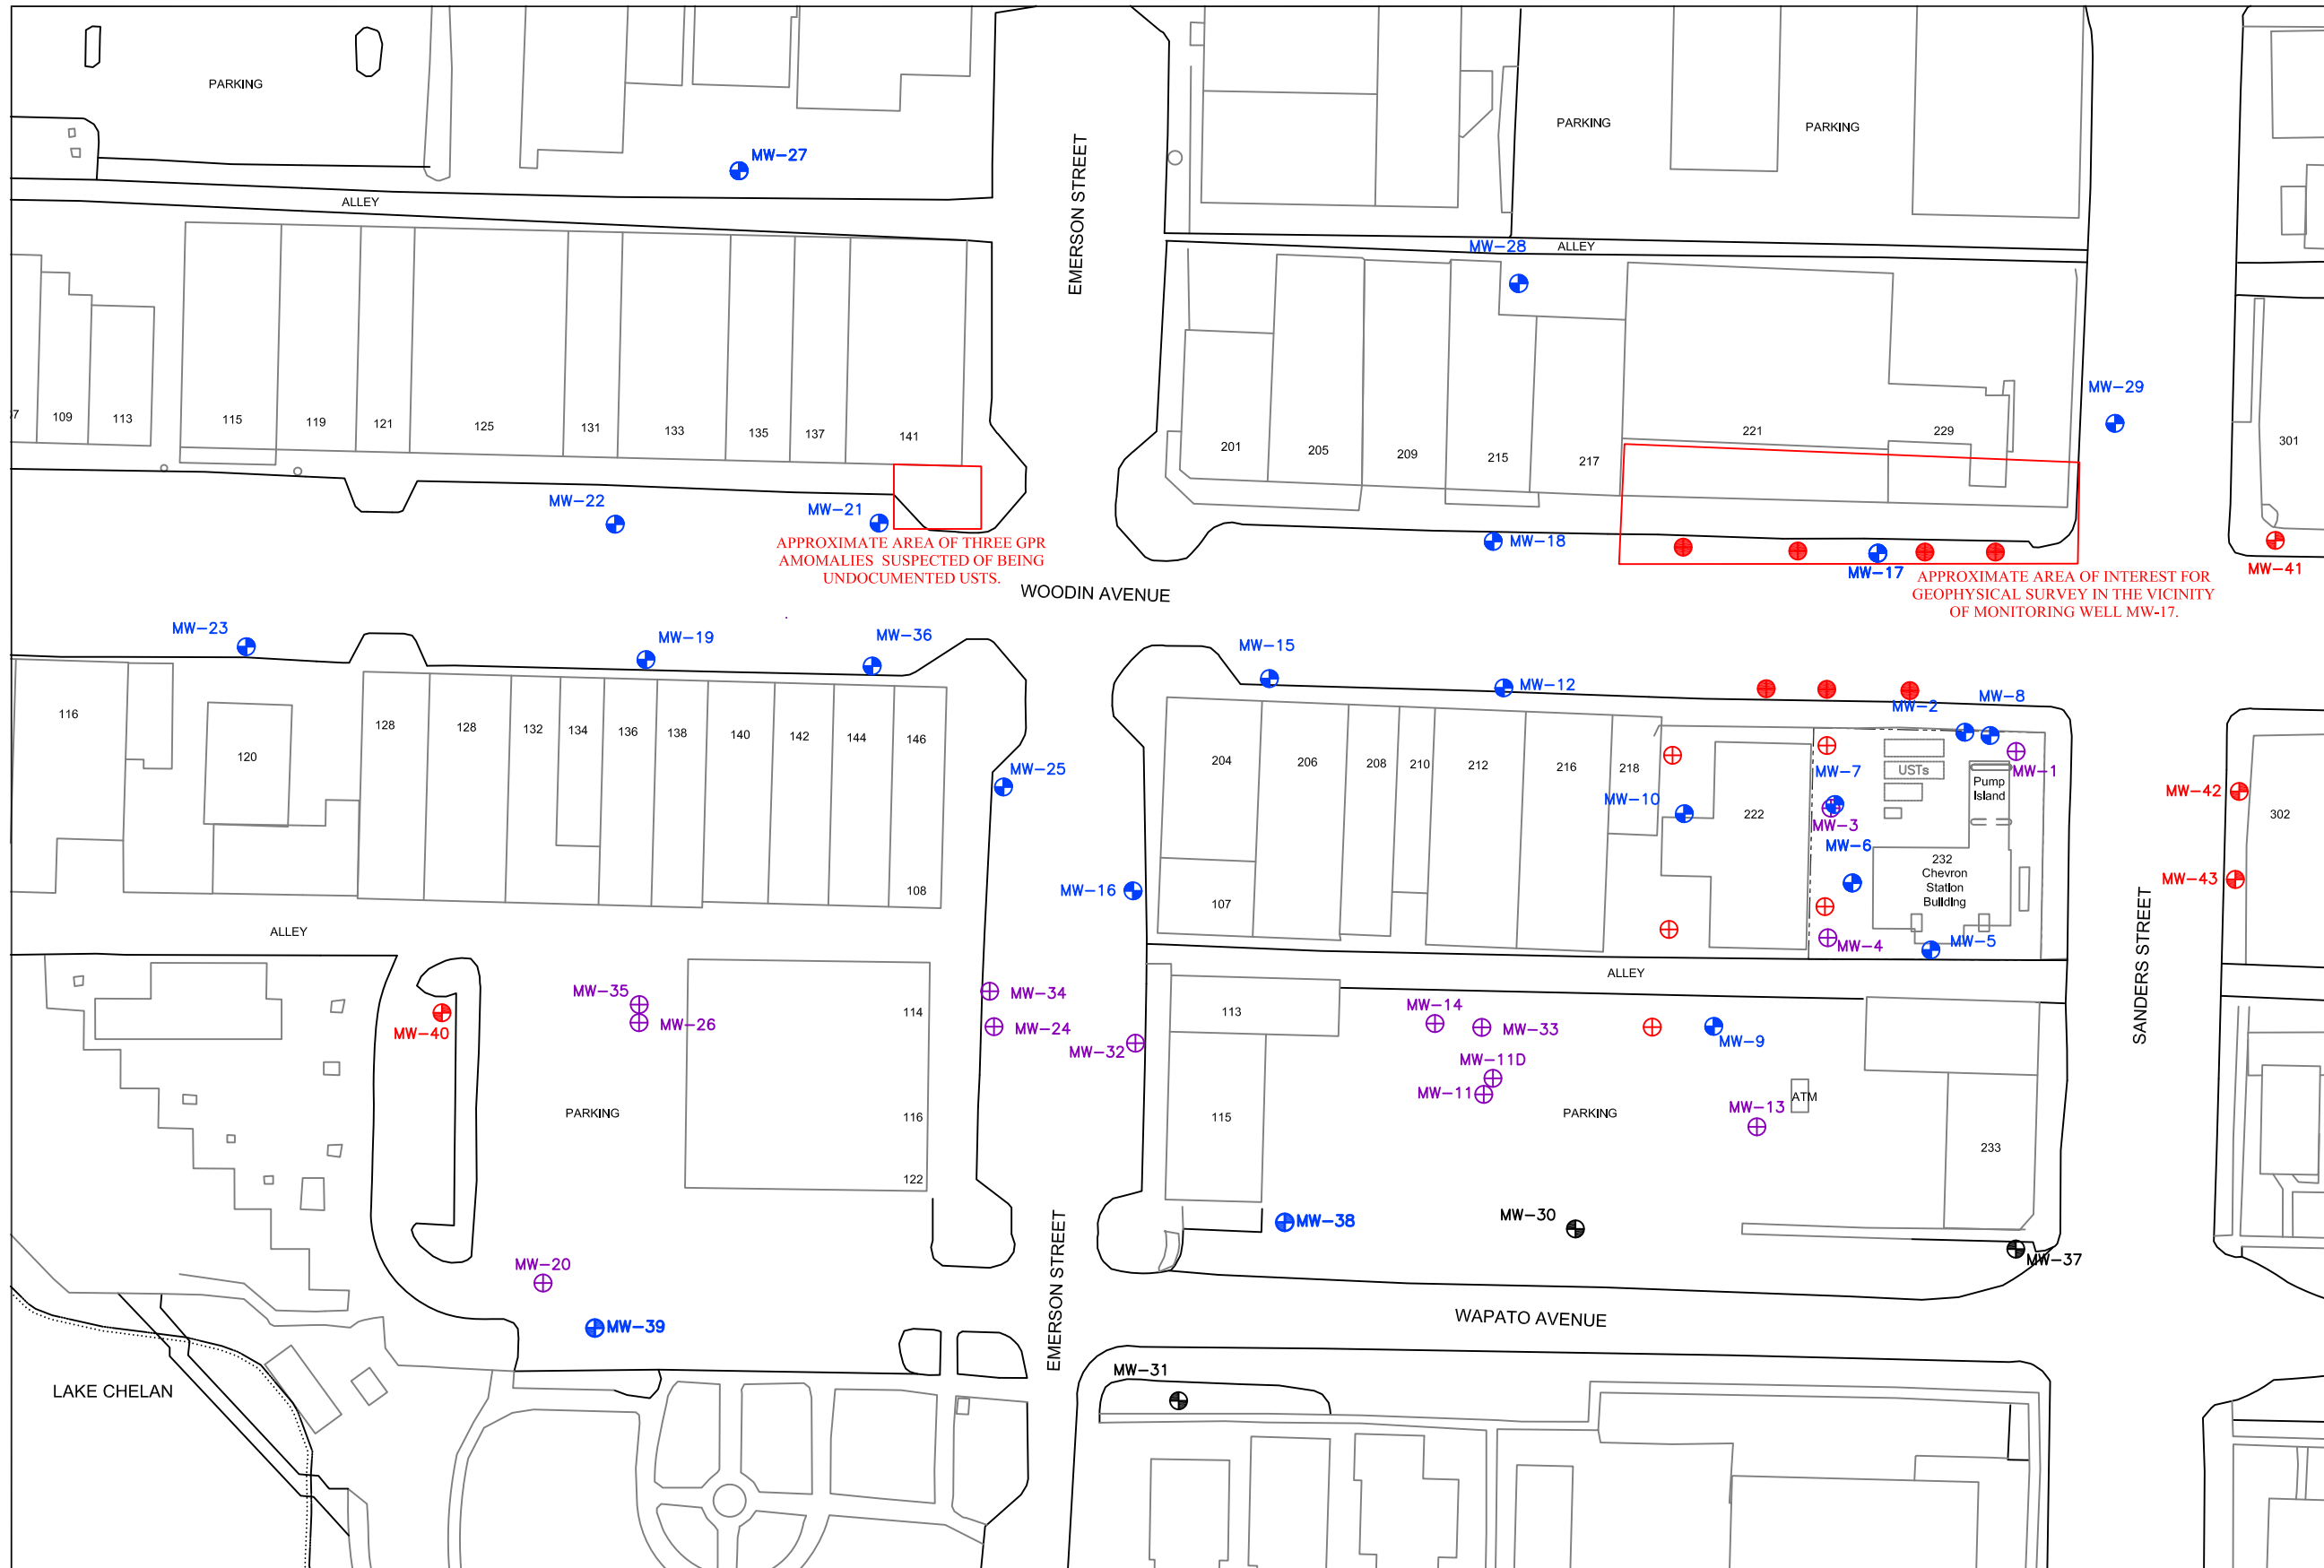 PARKING
MW-27
ALLEY
EMERSON STREET
PARKING
PARKING
MW-28
ALLEY
MW-29
7
109
113
115
119
121
125
131
133
135
137
141
201
205
209
215
217
221
229
301
MW-22
MW-21
MW-18
MW-17
MW-41
APPROXIMATE AREA OF THREE GPR
AMOMALIES SUSPECTED OF BEING
UNDOCUMENTED USTS.
WOODIN AVENUE
APPROXIMATE AREA OF INTEREST FOR
GEOPHYSICAL SURVEY IN THE VICINITY
OF MONITORING WELL MW-17.
MW-23
MW-19
MW-36
MW-15
MW-12
MW-2
MW-8
116
120
128
128
132
134
136
138
140
142
144
146
108
MW-25
204
206
208
210
212
216
218
222
107
MW-10
MW-7
MW-3
MW-6
USTs
Pump
Island
MW-1
232
Chevron
Station
Building
MW-4
MW-5
MW-42
302
MW-43
MW-16
ALLEY
ALLEY
SANDERS STREET
MW-35
MW-26
MW-40
114
MW-34
MW-24
MW-32
113
MW-14
MW-33
MW-11D
MW-11
MW-9
MW-13
ATM
PARKING
116
122
115
PARKING
233
MW-20
MW-39
MW-38
MW-30
MW-37
EMERSON STREET
WAPATO AVENUE
MW-31
LAKE CHELAN